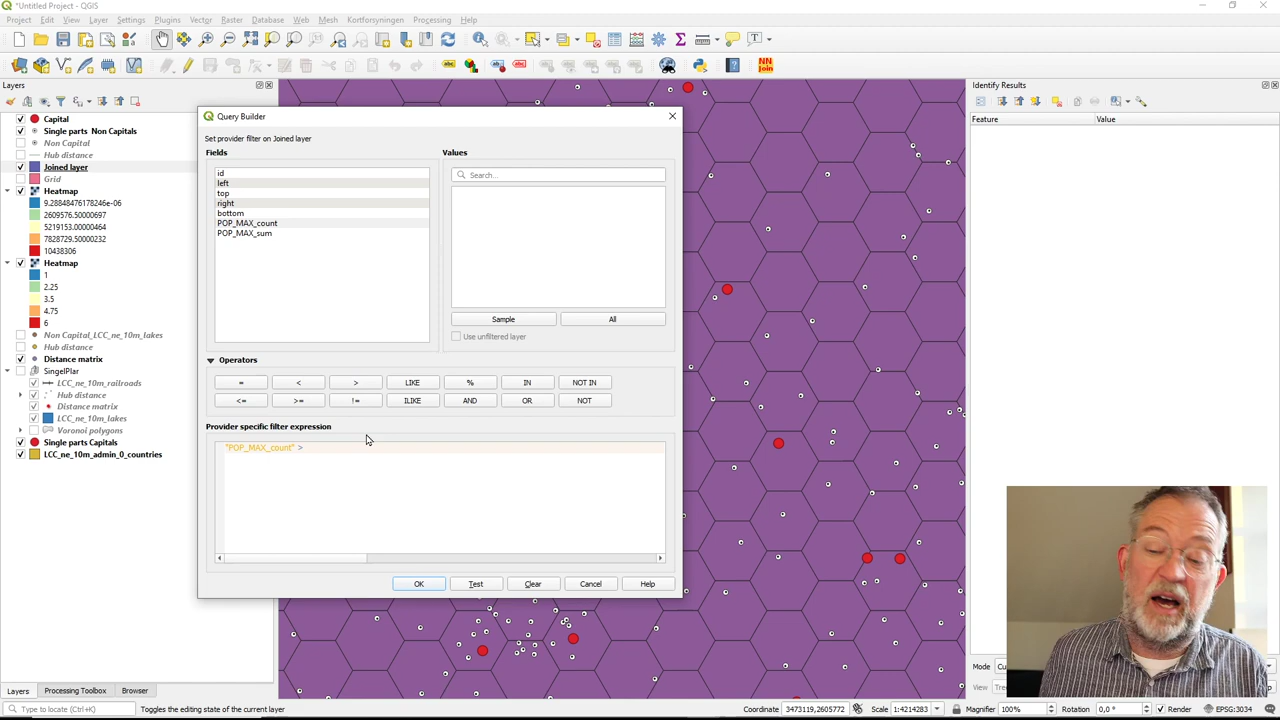 *Untitled Project - QGIS
Project Edit View Layer Settings Plugins Vector Raster Database Web Mesh Kortforsyningen Processing Help
Layers
Capital
Single parts Non Capitals
Non Capital
Hub distance
Joined layer
Grid
Heatmap
9.28848476178246e-06
2609576.50000697
5219153.00000464
7828729.50000232
10438306
Heatmap
1
2.25
3.5
4.75
6
Non Capital_LCC_ne_10m_lakes
Hub distance
Distance matrix
SingelPlar
LCC_ne_10m_railroads
Hub distance
Distance matrix
LCC_ne_10m_lakes
Voronoi polygons
Single parts Capitals
LCC_ne_10m_admin_0_countries
Layers Processing Toolbox Browser
Query Builder
Set provider filter on Joined layer
Fields
id
left
top
right
bottom
POP_MAX_count
POP_MAX_sum
Values
Search...
Sample All
Use unfiltered layer
Operators
= < > LIKE % IN NOT IN
<= >= != ILIKE AND OR NOT
Provider specific filter expression
"POP_MAX_count" >
OK Test Clear Cancel Help
Identify Results
Feature Value
NN
Join
Mode
View
Type to locate (Ctrl+K) Toggles the editing state of the current layer Coordinate 3473119,2605772 Scale 1:4214283 Magnifier 100% Rotation 0,0 ° Render EPSG:3034